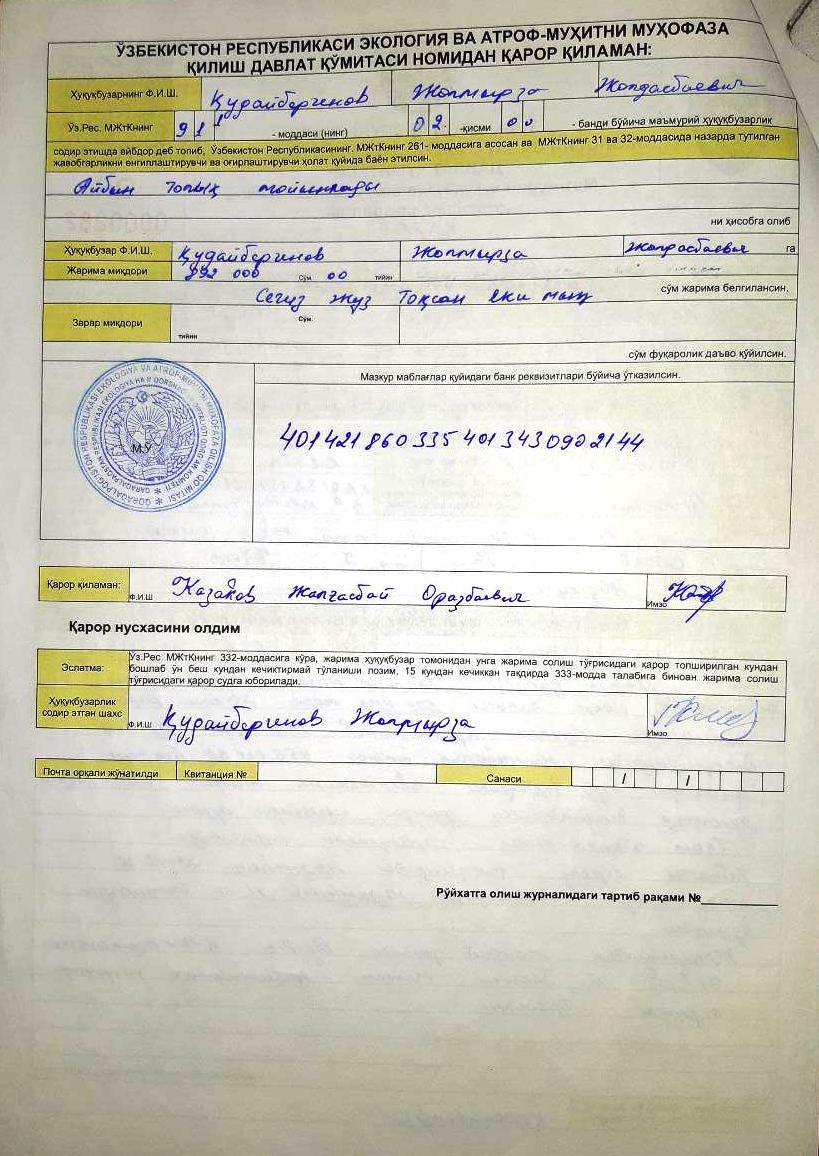 ЎЗБЕКИСТОН РЕСПУБЛИКАСИ ЭКОЛОГИЯ ВА АТРОФ-МУҲИТНИ МУҲОФАЗА
ҚИЛИШ ДАВЛАТ ҚЎМИТАСИ НОМИДАН ҚАРОР ҚИЛАМАН:
Ҳуқуқбузарнинг Ф.И.Ш. Қудайбергенов Жолмырза Жолдасбаевич
Ўз.Рес. МЖтКнинг 91¹ - моддаси (нинг) 02. -қисми 00 - банди бўйича маъмурий ҳуқуқбузарлик
содир этишда айбдор деб топиб, Ўзбекистон Республикасининг, МЖтКнинг 261- моддасига асосан ва МЖтКнинг 31 ва 32-моддасида назарда тутилган
жавобгарликни енгиллаштирувчи ва оғирлаштирувчи ҳолат қуйида баён этилсин.
Айбын толық мойынлады
ни ҳисобга олиб
Ҳуқуқбузар Ф.И.Ш. Қудайбергенов Жолмырза Жолдасбаевич га
Жарима миқдори 892 000 Сўм. 00 тийин
Сегиз жуз Тоқсан еки мың сўм жарима белгилансин.
Зарар миқдори Сўм. тийин
сўм фуқаролик даъво қўйилсин.
Мазкур маблағлар қуйидаги банк реквизитлари бўйича ўтказилсин.
М.Ў.
4014218603354013430902144
Қарор қиламан: Ф.И.Ш Казаков Жалғасбай Оразбаевич Имзо
Қарор нусхасини олдим
Эслатма: Ўз.Рес МЖтКнинг 332-моддасига кўра, жарима ҳуқуқбузар томонидан унга жарима солиш тўғрисидаги қарор топширилган кундан
бошлаб ўн беш кундан кечиктирмай тўланиши лозим, 15 кундан кечиккан тақдирда 333-модда талабига биноан жарима солиш
тўғрисидаги қарор судга юборилади.
Ҳуқуқбузарлик
содир этган шахс Ф.И.Ш Қудайбергенов Жолмырза Имзо
Почта орқали жўнатилди Квитанция № Санаси / /
Рўйхатга олиш журналидаги тартиб рақами №